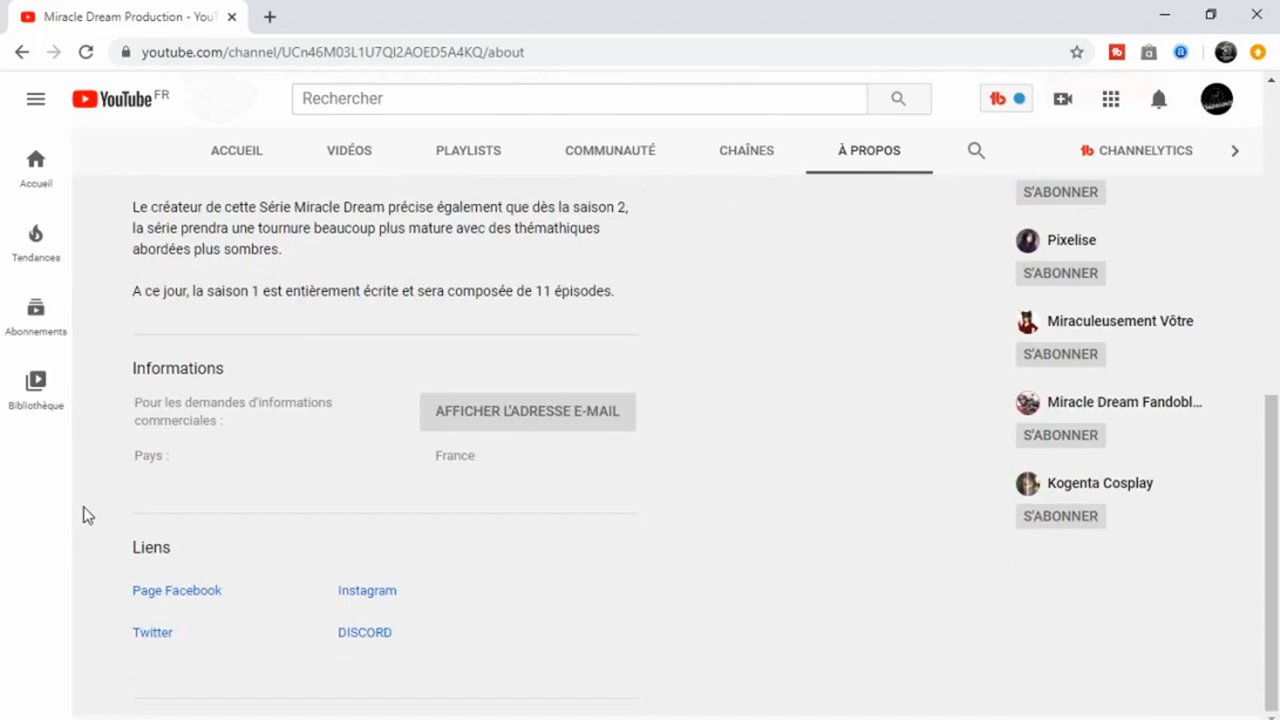 Miracle Dream Production - YouT
youtube.com/channel/UCn46M03L1U7QJ2AOED5A4KQ/about
YouTube FR
Rechercher
ACCUEIL
VIDÉOS
PLAYLISTS
COMMUNAUTÉ
CHAÎNES
À PROPOS
CHANNELYTICS
Accueil
Tendances
Abonnements
Bibliothèque
Le créateur de cette Série Miracle Dream précise également que dès la saison 2,
la série prendra une tournure beaucoup plus mature avec des thémathiques
abordées plus sombres.
A ce jour, la saison 1 est entièrement écrite et sera composée de 11 épisodes.
Informations
Pour les demandes d'informations
commerciales :
AFFICHER L'ADRESSE E-MAIL
Pays :
France
Liens
Page Facebook
Instagram
Twitter
DISCORD
S'ABONNER
Pixelise
S'ABONNER
Miraculeusement Vôtre
S'ABONNER
Miracle Dream Fandobl...
S'ABONNER
Kogenta Cosplay
S'ABONNER